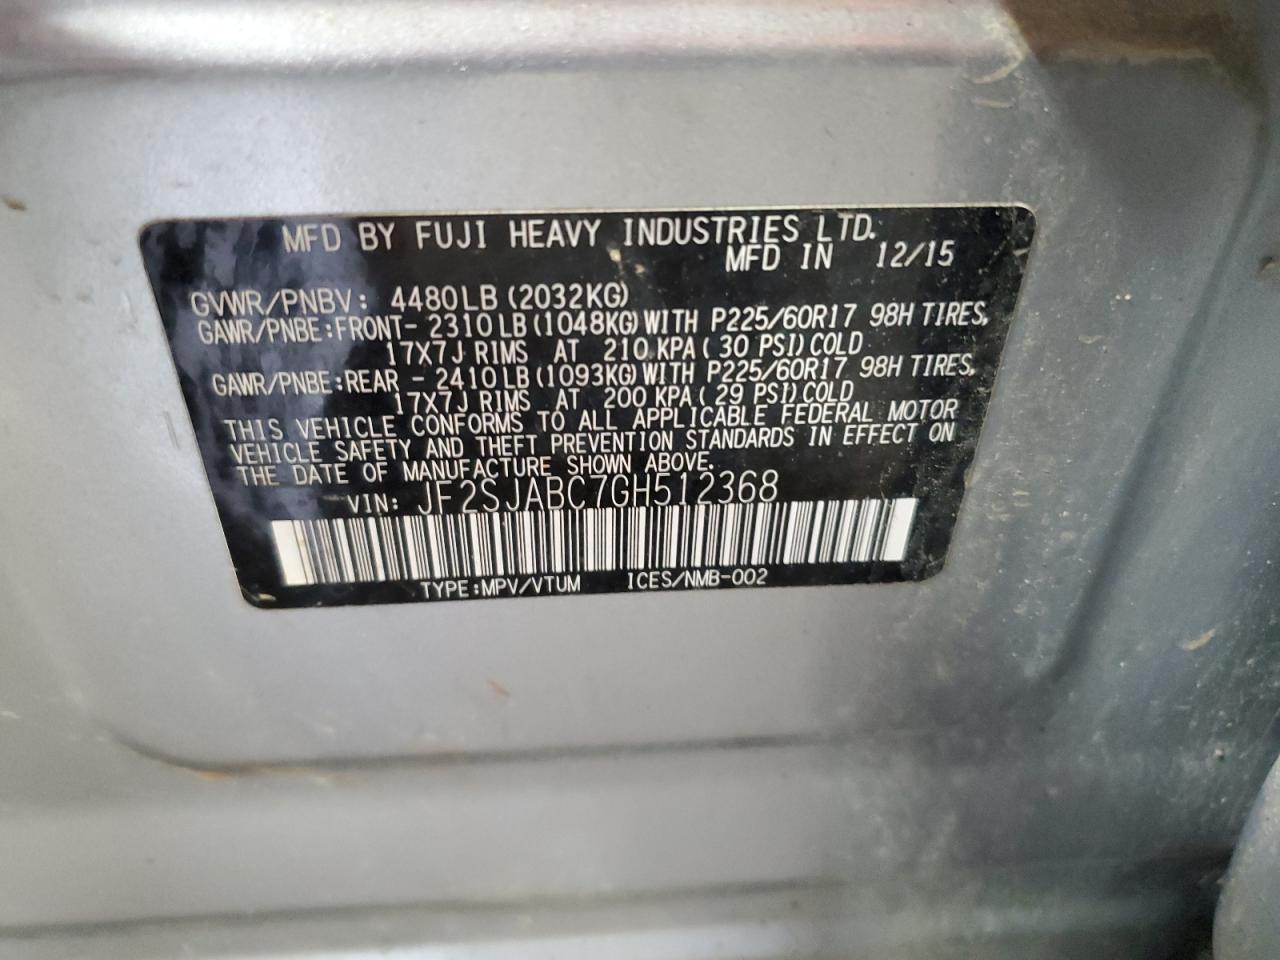 MFD BY FUJI HEAVY INDUSTRIES LTD.
MFD IN 12/15
GVWR/PNBV: 4480LB (2032KG)
GAWR/PNBE:FRONT- 2310LB (1048KG) WITH P225/60R17 98H TIRES,
17X7J RIMS AT 210 KPA (30 PSI) COLD
GAWR/PNBE:REAR - 2410LB (1093KG) WITH P225/60R17 98H TIRES,
17X7J RIMS AT 200 KPA (29 PSI) COLD
THIS VEHICLE CONFORMS TO ALL APPLICABLE FEDERAL MOTOR
VEHICLE SAFETY AND THEFT PREVENTION STANDARDS IN EFFECT ON
THE DATE OF MANUFACTURE SHOWN ABOVE.
VIN: JF2SJABC7GH512368
TYPE:MPV/VTUM ICES/NMB-002